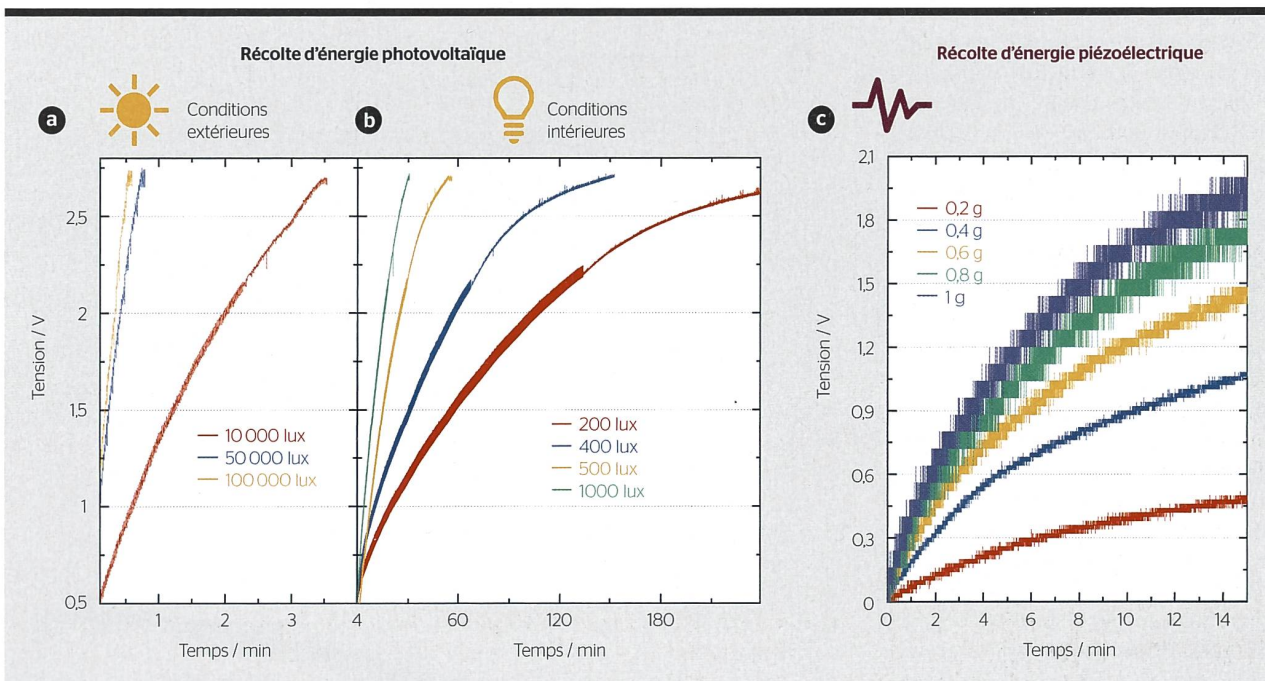 Récolte d'énergie photovoltaïque
Récolte d'énergie piézoélectrique
a
Conditions
extérieures
b
Conditions
intérieures
c
Tension / V
2,5
2
1,5
1
0,5
10 000 lux
50 000 lux
100 000 lux
1
2
3
Temps / min
200 lux
400 lux
500 lux
1000 lux
4
60
120
180
Temps / min
Tension / V
2,1
1,8
1,5
1,2
0,9
0,6
0,3
0
0,2 g
0,4 g
0,6 g
0,8 g
1 g
0
2
4
6
8
10
12
14
Temps / min